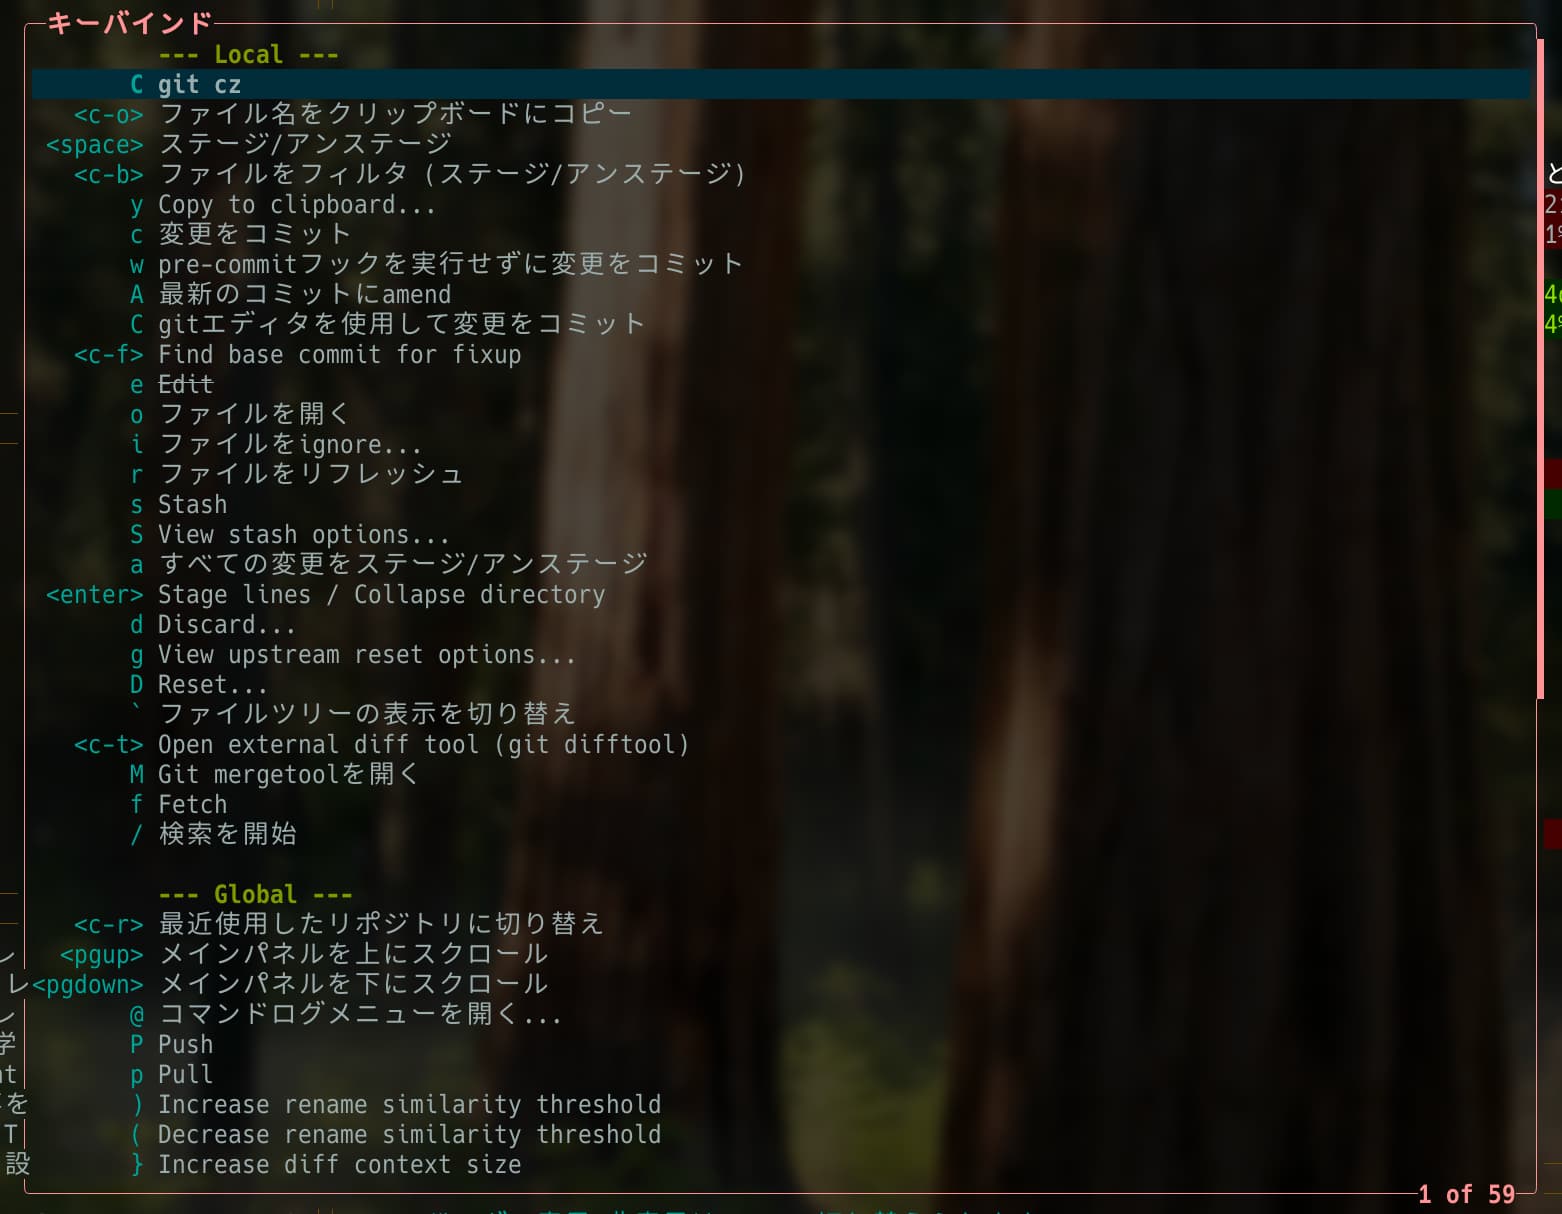 キーバインド
--- Local ---
C git cz
<c-o> ファイル名をクリップボードにコピー
<space> ステージ/アンステージ
<c-b> ファイルをフィルタ (ステージ/アンステージ)
y Copy to clipboard...
c 変更をコミット
w pre-commitフックを実行せずに変更をコミット
A 最新のコミットにamend
C gitエディタを使用して変更をコミット
<c-f> Find base commit for fixup
e Edit
o ファイルを開く
i ファイルをignore...
r ファイルをリフレッシュ
s Stash
S View stash options...
a すべての変更をステージ/アンステージ
<enter> Stage lines / Collapse directory
d Discard...
g View upstream reset options...
D Reset...
` ファイルツリーの表示を切り替え
<c-t> Open external diff tool (git difftool)
M Git mergetoolを開く
f Fetch
/ 検索を開始
--- Global ---
<c-r> 最近使用したリポジトリに切り替え
<pgup> メインパネルを上にスクロール
<pgdown> メインパネルを下にスクロール
@ コマンドログメニューを開く...
P Push
p Pull
) Increase rename similarity threshold
( Decrease rename similarity threshold
} Increase diff context size
1 of 59